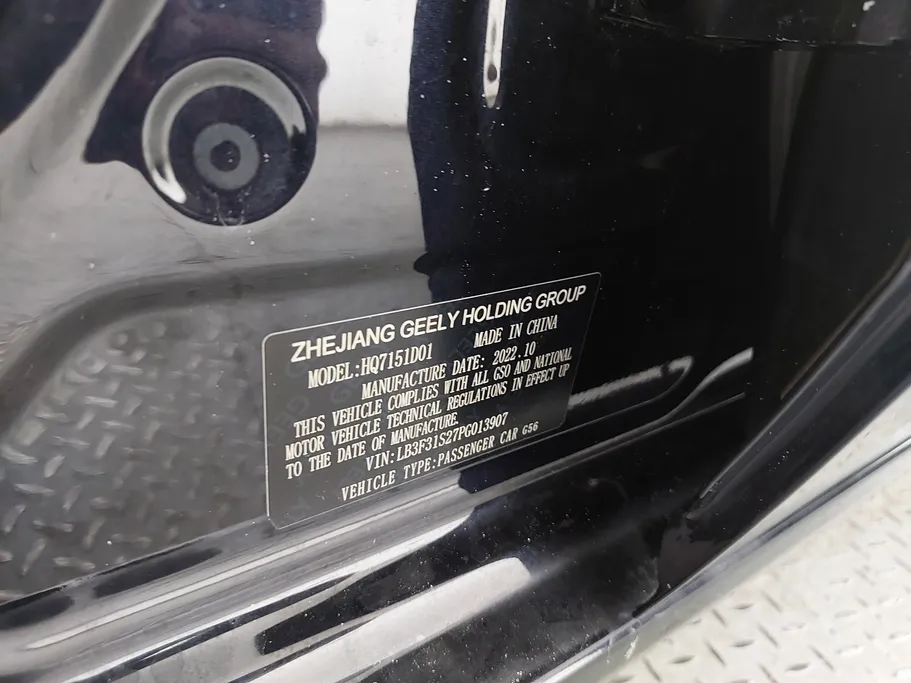 ZHEJIANG GEELY HOLDING GROUP
MODEL:HQ7151D01 MADE IN CHINA
MANUFACTURE DATE: 2022.10
THIS VEHICLE COMPLIES WITH ALL GSO AND NATIONAL
MOTOR VEHICLE TECHNICAL REGULATIONS IN EFFECT UP
TO THE DATE OF MANUFACTURE.
VIN:LB3F31S27PG013907
VEHICLE TYPE:PASSENGER CAR G56